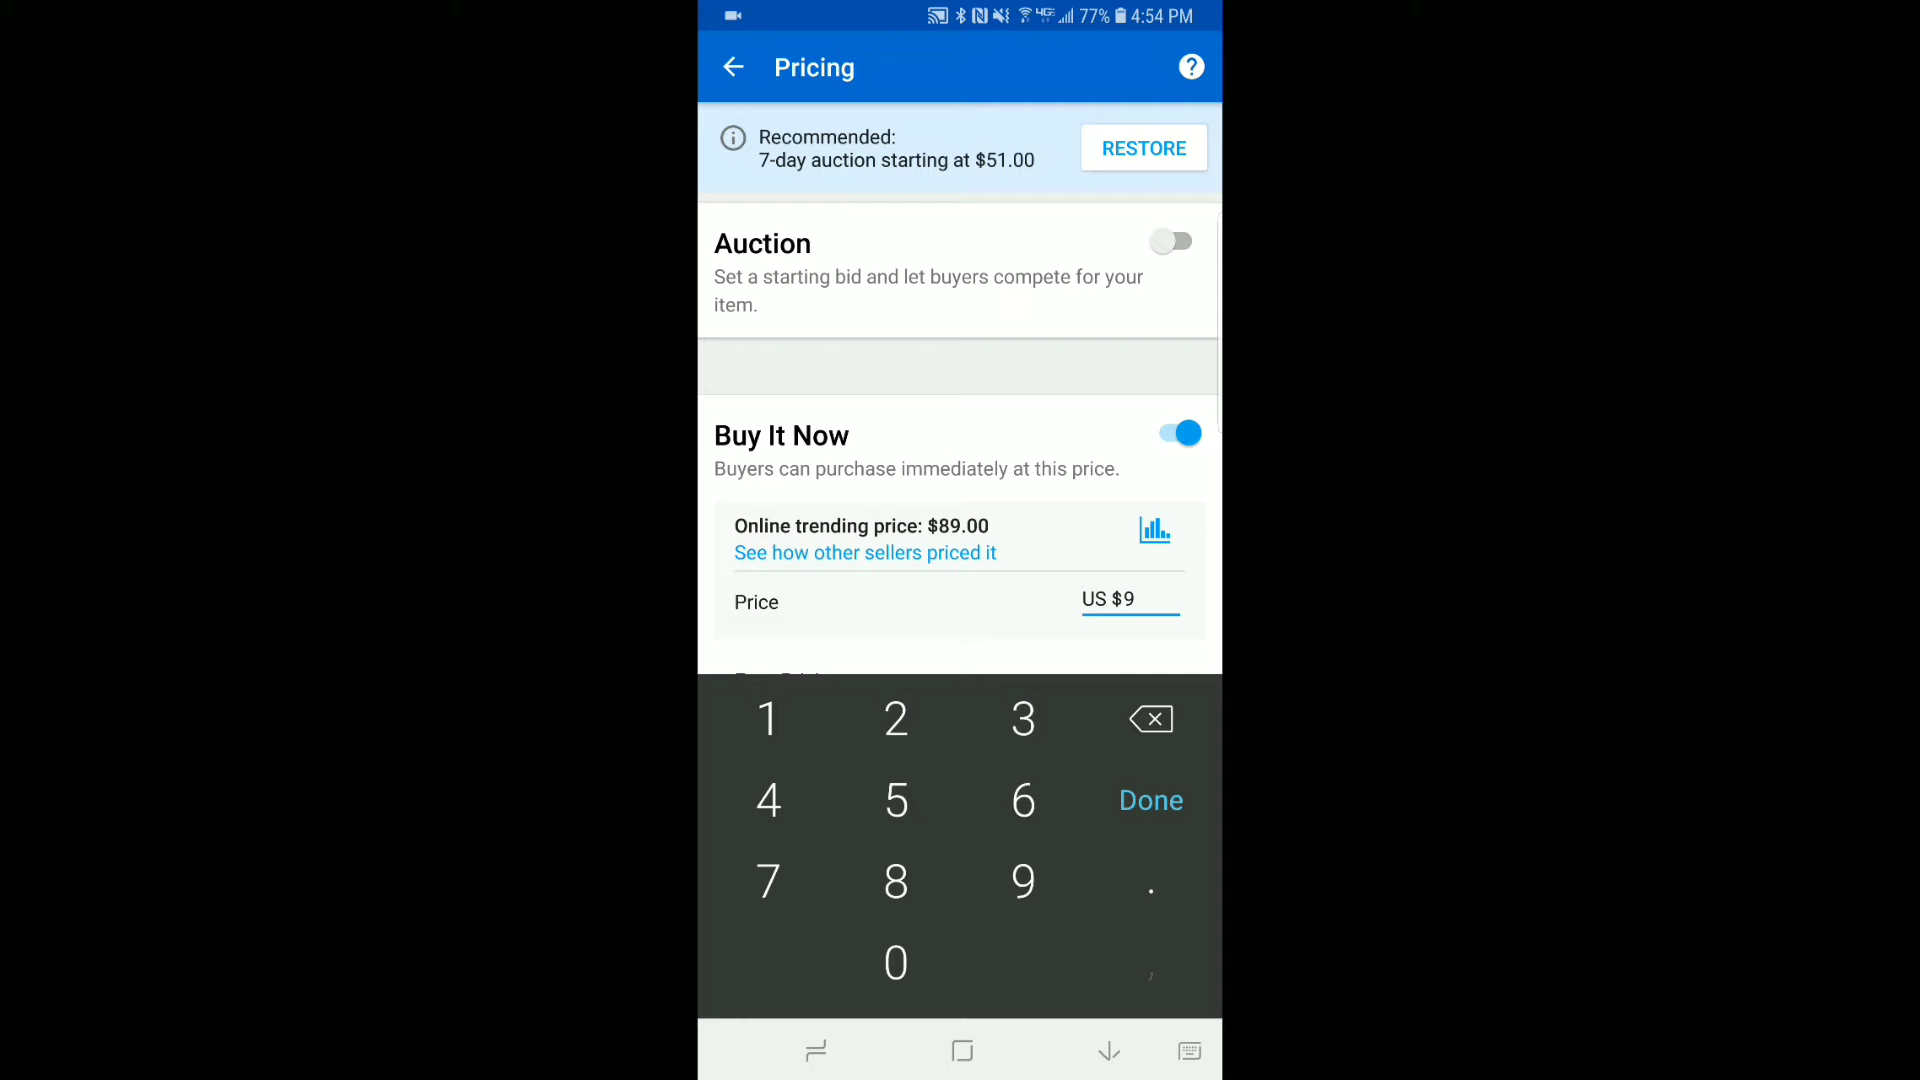 77% 4:54 PM
Pricing
Recommended:
7-day auction starting at $51.00
RESTORE
Auction
Set a starting bid and let buyers compete for your
item.
Buy It Now
Buyers can purchase immediately at this price.
Online trending price: $89.00
See how other sellers priced it
Price
US $9
1 2 3
4 5 6 Done
7 8 9 .
0 ,